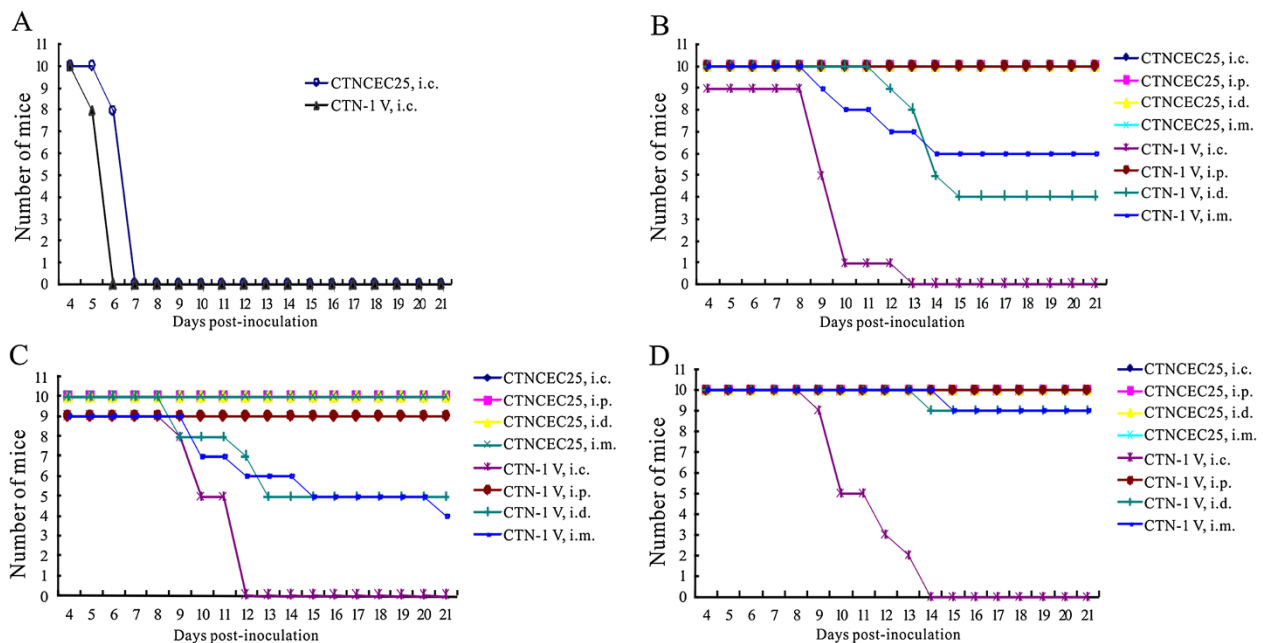 A
11
10
9
8
7
6
5
4
3
2
1
0
Number of mice
4 5 6 7 8 9 10 11 12 13 14 15 16 17 18 19 20 21
Days post-inoculation
CTNCEC25, i.c.
CTN-1 V, i.c.
B
11
10
9
8
7
6
5
4
3
2
1
0
Number of mice
4 5 6 7 8 9 10 11 12 13 14 15 16 17 18 19 20 21
Days post-inoculation
CTNCEC25, i.c.
CTNCEC25, i.p.
CTNCEC25, i.d.
CTNCEC25, i.m.
CTN-1 V, i.c.
CTN-1 V, i.p.
CTN-1 V, i.d.
CTN-1 V, i.m.
C
11
10
9
8
7
6
5
4
3
2
1
0
Number of mice
4 5 6 7 8 9 10 11 12 13 14 15 16 17 18 19 20 21
Days post-inoculation
CTNCEC25, i.c.
CTNCEC25, i.p.
CTNCEC25, i.d.
CTNCEC25, i.m.
CTN-1 V, i.c.
CTN-1 V, i.p.
CTN-1 V, i.d.
CTN-1 V, i.m.
D
11
10
9
8
7
6
5
4
3
2
1
0
Number of mice
4 5 6 7 8 9 10 11 12 13 14 15 16 17 18 19 20 21
Days post-inoculation
CTNCEC25, i.c.
CTNCEC25, i.p.
CTNCEC25, i.d.
CTNCEC25, i.m.
CTN-1 V, i.c.
CTN-1 V, i.p.
CTN-1 V, i.d.
CTN-1 V, i.m.